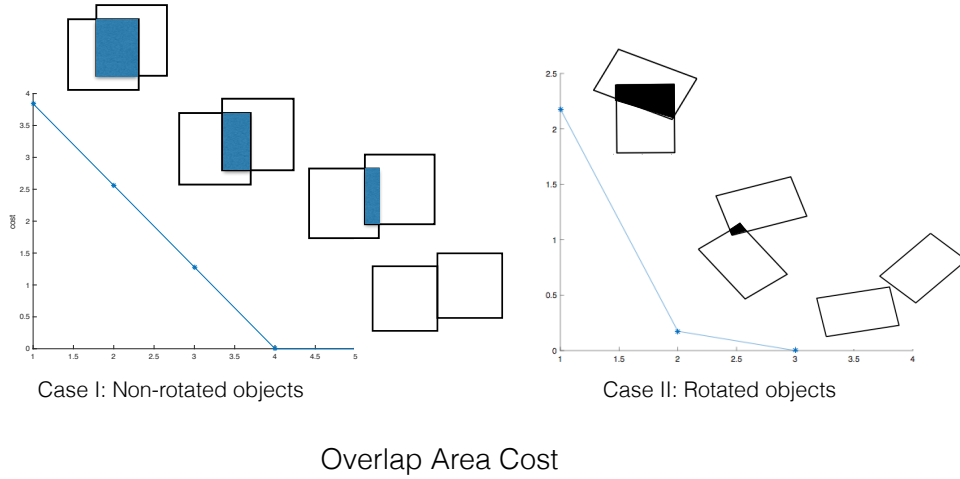 4
3.5
3
2.5
2
1.5
1
0.5
0
cost
1 1.5 2 2.5 3 3.5 4 4.5 5
Case I: Non-rotated objects
2.5
2
1.5
1
0.5
0
1 1.5 2 2.5 3 3.5 4
Case II: Rotated objects
Overlap Area Cost